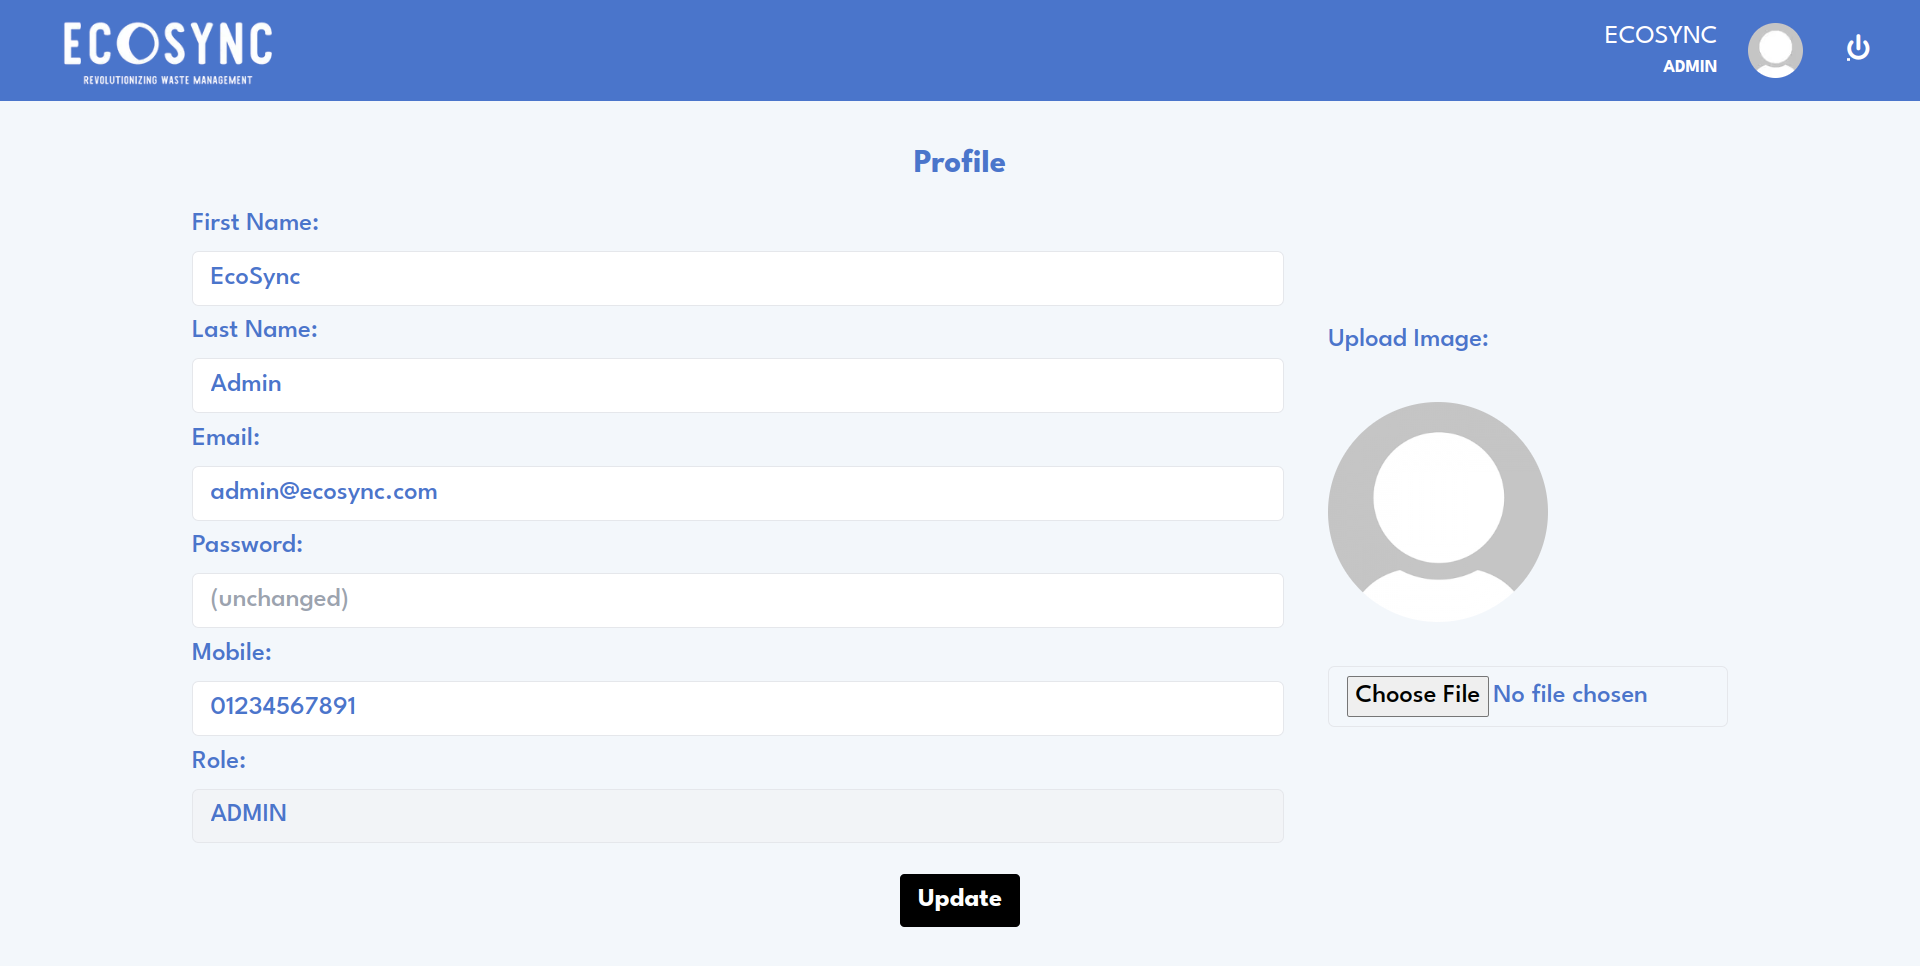 ECOSYNC
REVOLUTIONIZING WASTE MANAGEMENT
ECOSYNC
ADMIN
Profile
First Name:
EcoSync
Last Name:
Admin
Email:
admin@ecosync.com
Password:
(unchanged)
Mobile:
01234567891
Role:
ADMIN
Upload Image:
Choose File No file chosen
Update